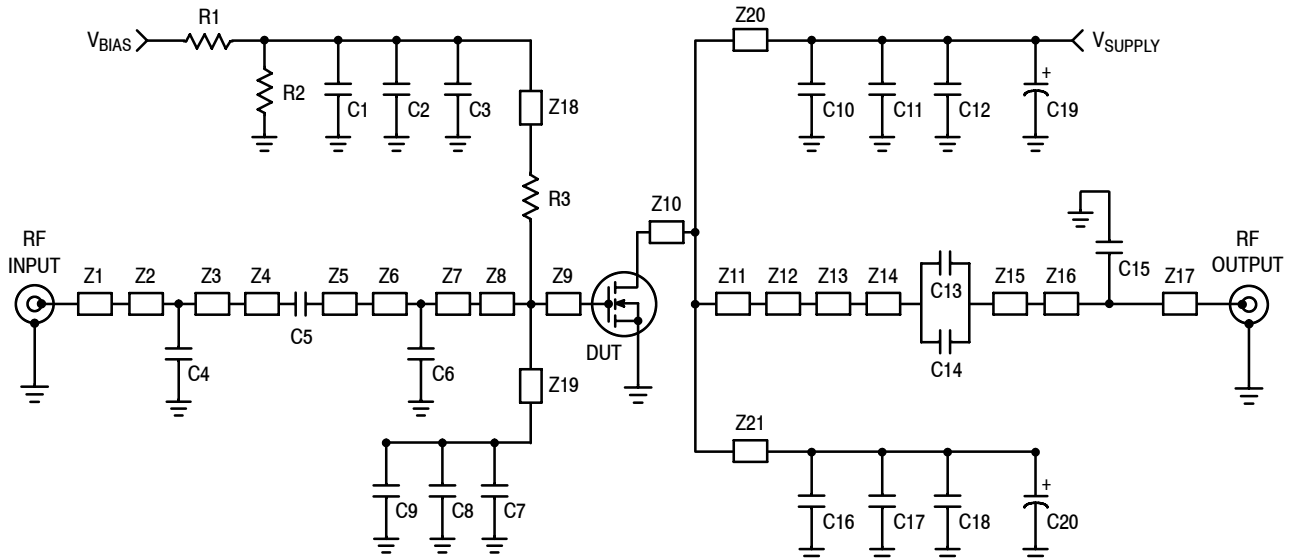 R1
Z20
V_BIAS
V_SUPPLY
R2
C1
C2
C3
Z18
C10
C11
C12
+
C19
R3
Z10
RF
INPUT
Z1
Z2
Z3
Z4
Z5
Z6
Z7
Z8
Z9
Z11
Z12
Z13
Z14
C13
Z15
Z16
C15
Z17
RF
OUTPUT
C5
DUT
C4
C6
Z19
C14
Z21
C9
C8
C7
C16
C17
C18
+
C20